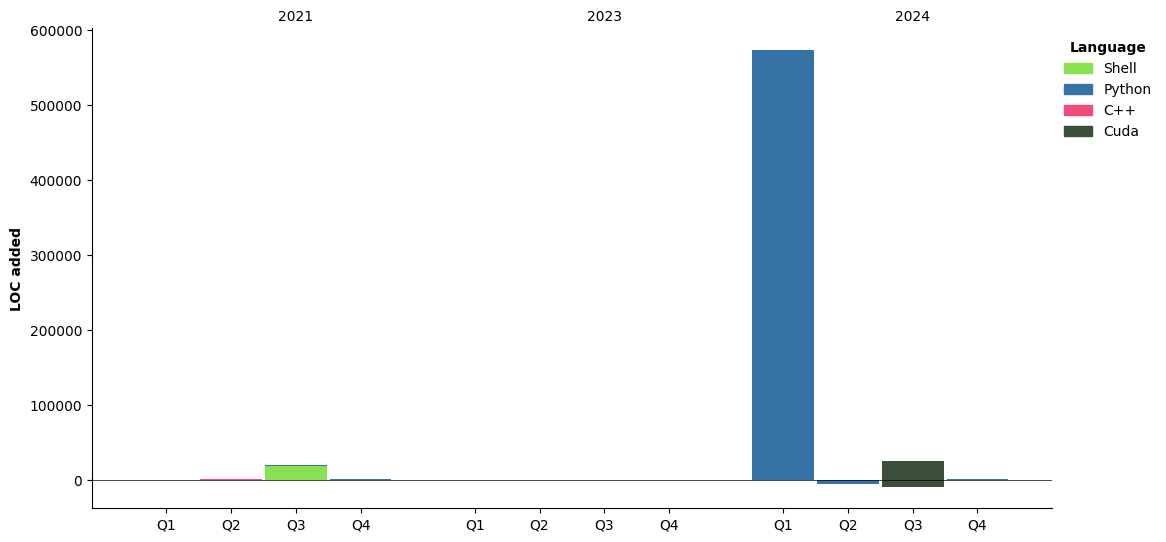 2021 2023 2024
600000
500000
400000
300000
200000
100000
0
LOC added
Language
Shell
Python
C++
Cuda
Q1 Q2 Q3 Q4 Q1 Q2 Q3 Q4 Q1 Q2 Q3 Q4